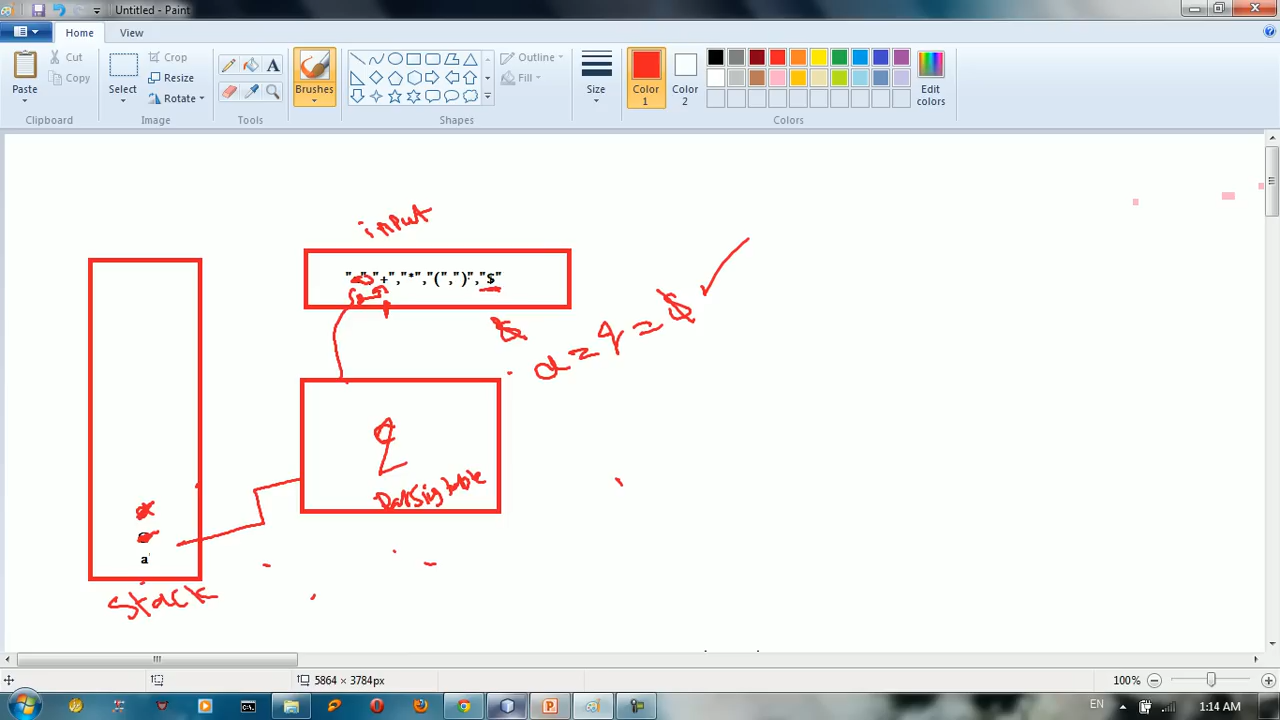 Untitled - Paint
Home
View
Paste
Cut
Copy
Clipboard
Select
Crop
Resize
Rotate
Image
A
Tools
Brushes
Outline
Fill
Shapes
Size
Color 1
Color 2
Edit colors
Colors
input
"+","*","(",")","$"
$
a
Stack
5864 × 3784px
100%
EN
1:14 AM